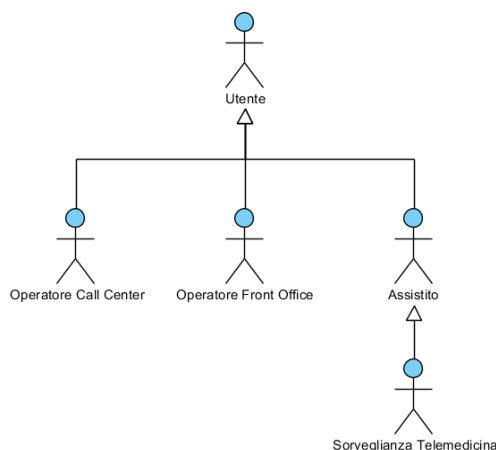 Utente
Operatore Call Center
Operatore Front Office
Assistito
Sorveglianza Telemedicina